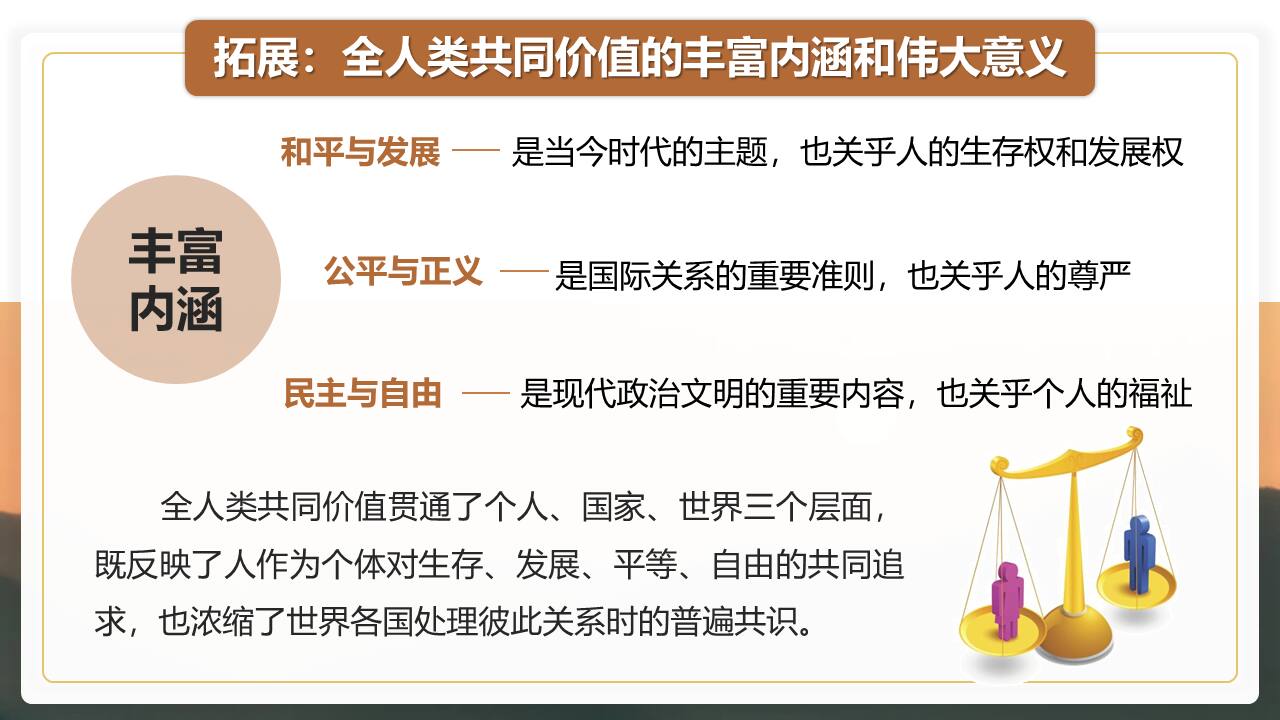 拓展：全人类共同价值的丰富内涵和伟大意义
和平与发展 是当今时代的主题，也关乎人的生存权和发展权
丰富
内涵
公平与正义 是国际关系的重要准则，也关乎人的尊严
民主与自由 是现代政治文明的重要内容，也关乎个人的福祉
全人类共同价值贯通了个人、国家、世界三个层面，
既反映了人作为个体对生存、发展、平等、自由的共同追
求，也浓缩了世界各国处理彼此关系时的普遍共识。